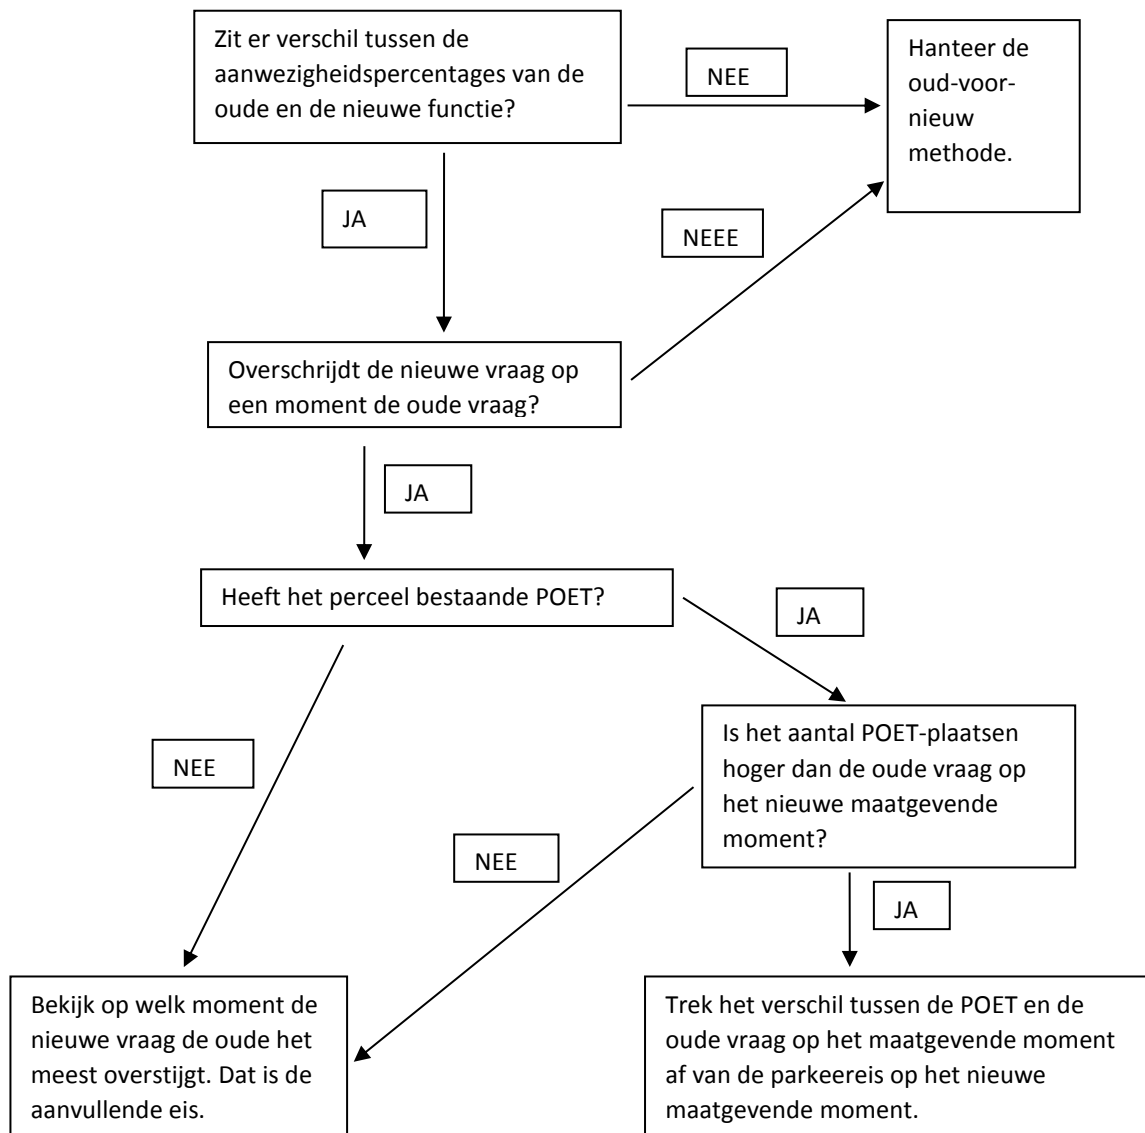 Zit er verschil tussen de
aanwezigheidspercentages van de
oude en de nieuwe functie?
NEE
Hanteer de
oud-voor-
nieuw
methode.
JA
NEEE
Overschrijdt de nieuwe vraag op
een moment de oude vraag?
JA
Heeft het perceel bestaande POET?
JA
NEE
Is het aantal POET-plaatsen
hoger dan de oude vraag op
het nieuwe maatgevende
moment?
NEE
JA
Bekijk op welk moment de
nieuwe vraag de oude het
meest overstijgt. Dat is de
aanvullende eis.
Trek het verschil tussen de POET en de
oude vraag op het maatgevende moment
af van de parkeereis op het nieuwe
maatgevende moment.